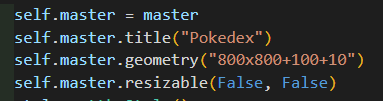 self.master = master
self.master.title("Pokedex")
self.master.geometry("800x800+100+10")
self.master.resizable(False, False)